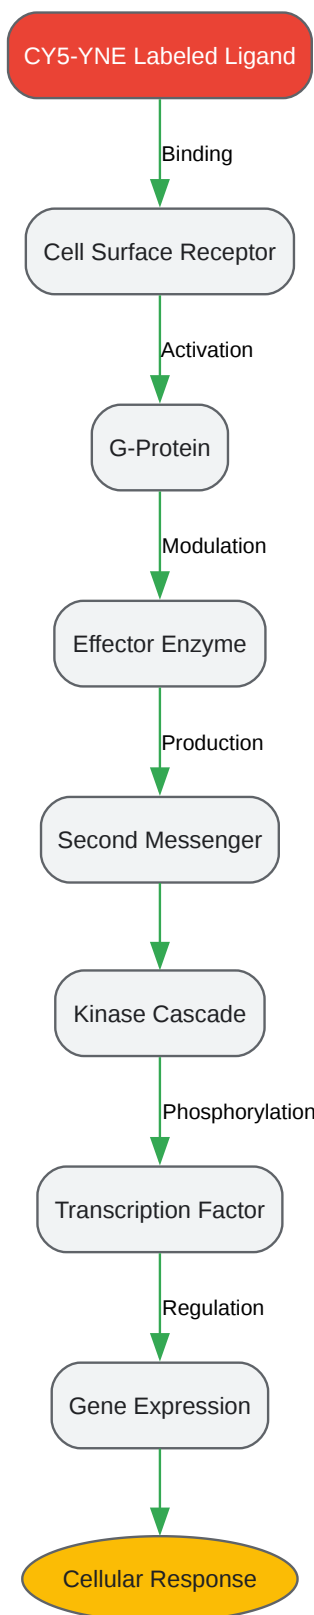 CY5-YNE Labeled Ligand
Binding
Cell Surface Receptor
Activation
G-Protein
Modulation
Effector Enzyme
Production
Second Messenger
Kinase Cascade
Phosphorylation
Transcription Factor
Regulation
Gene Expression
Cellular Response